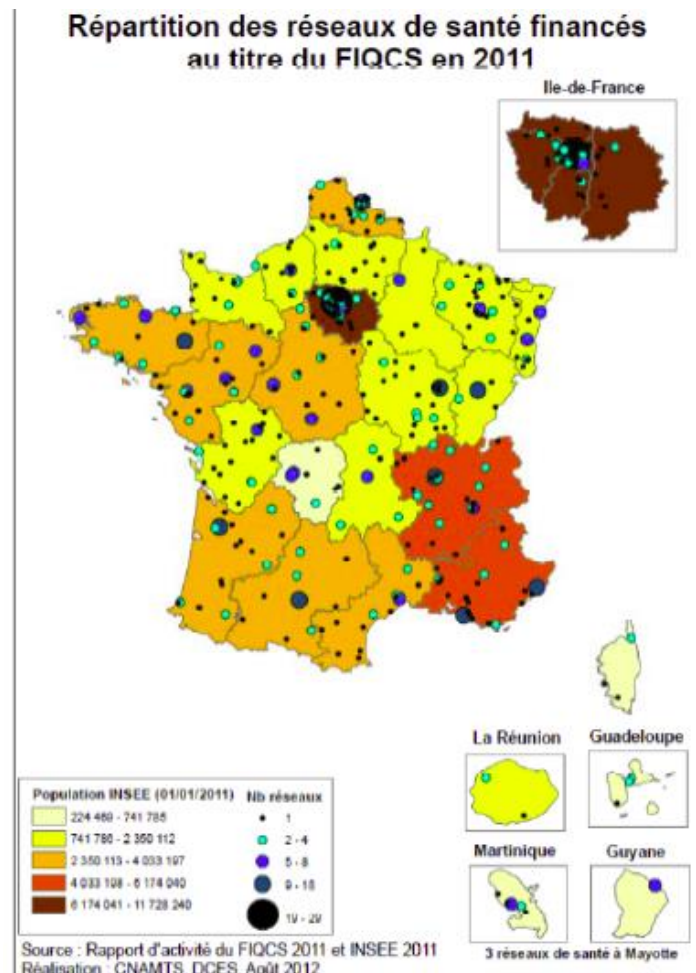 Répartition des réseaux de santé financés
au titre du FIQCS en 2011
Ile-de-France
La Réunion
Guadeloupe
Martinique
Guyane
Population INSEE (01/01/2011)
Nb réseaux
224 469 - 741 785
1
741 786 - 2 350 112
2 - 4
2 350 113 - 4 033 197
5 - 8
4 033 198 - 6 174 040
9 - 18
6 174 041 - 11 728 240
19 - 29
Source : Rapport d'activité du FIQCS 2011 et INSEE 2011
3 réseaux de santé à Mayotte
Réalisation : CNAMTS, DCES, Août 2012